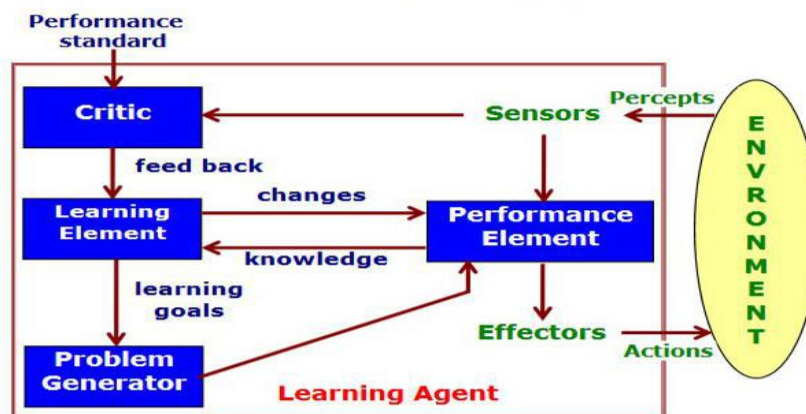 Performance
standard
Critic
Sensors
Percepts
feed back
changes
Learning
Element
Performance
Element
knowledge
learning
goals
Effectors
Actions
Problem
Generator
Learning Agent
ENVRONMENT